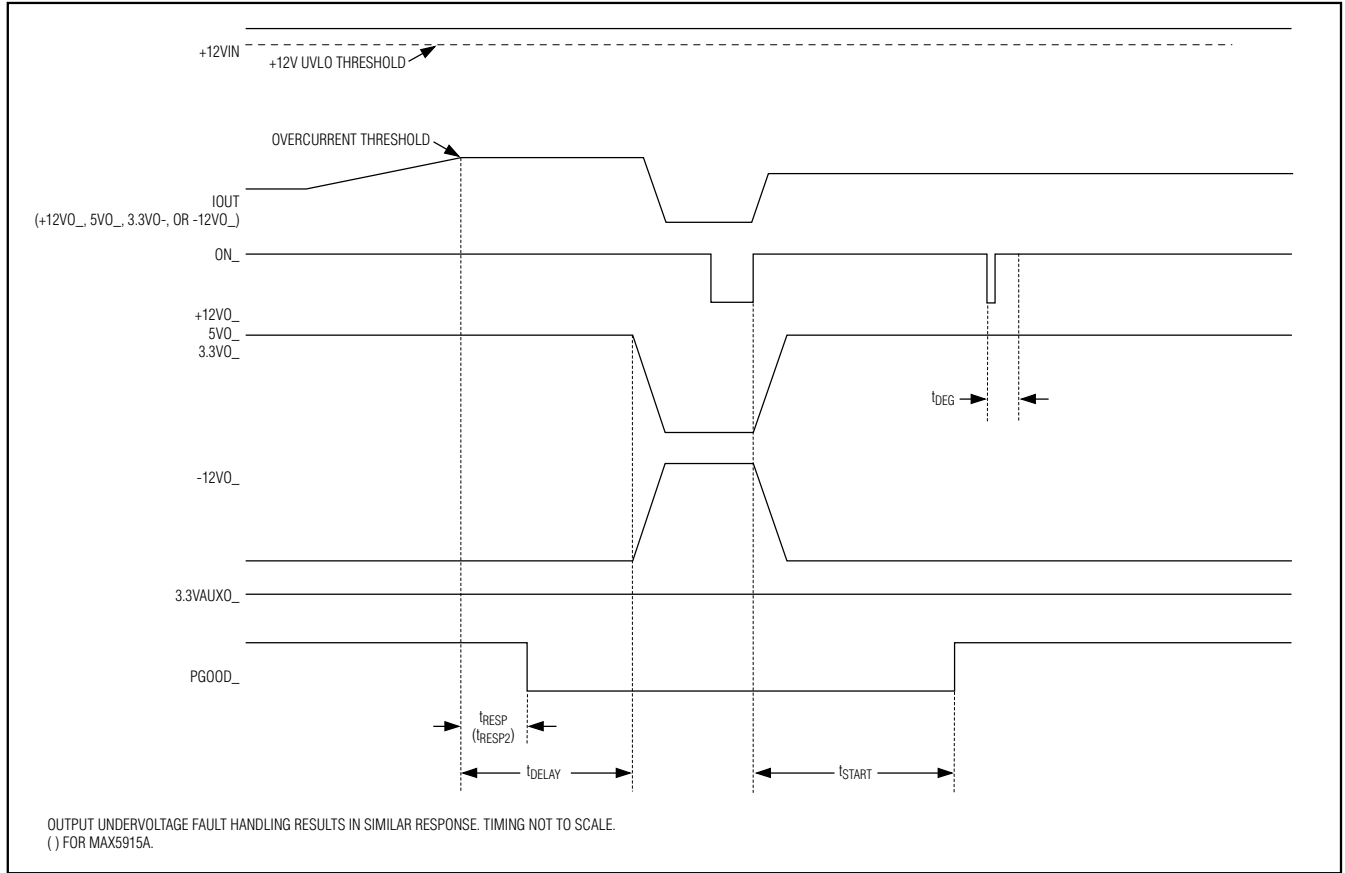 +12VIN
+12V UVLO THRESHOLD
OVERCURRENT THRESHOLD
IOUT
(+12VO_, 5VO_, 3.3VO-, OR -12VO_)
ON_
+12VO_
5VO_
3.3VO_
tDEG
-12VO_
3.3VAUXO_
PGOOD_
tRESP
(tRESP2)
tDELAY
tSTART
OUTPUT UNDERVOLTAGE FAULT HANDLING RESULTS IN SIMILAR RESPONSE. TIMING NOT TO SCALE.
( ) FOR MAX5915A.